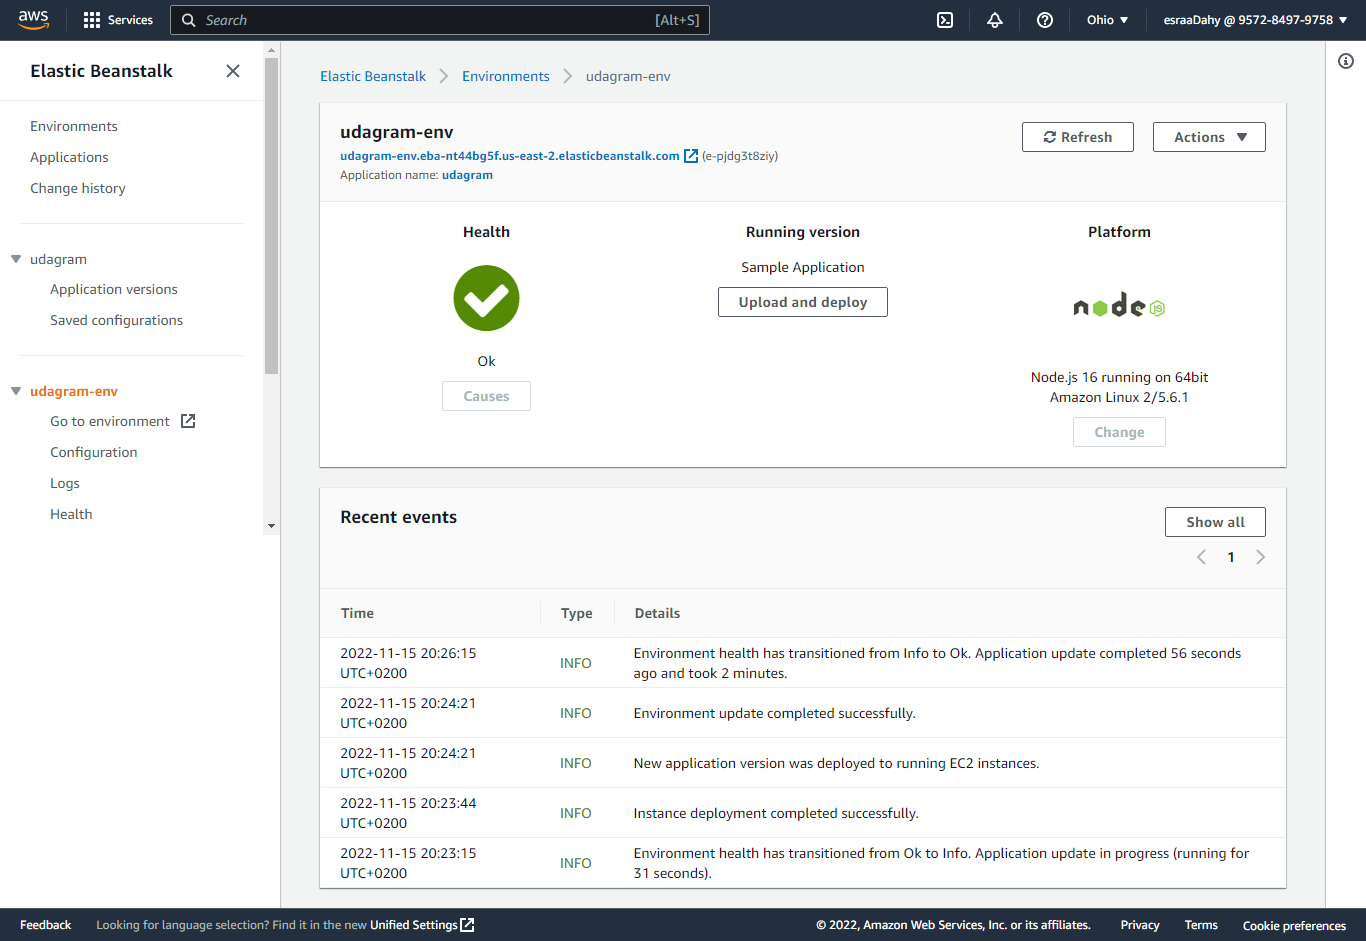 aws
Services
Search
[Alt+S]
Ohio ▼
esraaDahy @ 9572-8497-9758 ▼
Elastic Beanstalk
Environments
Applications
Change history
udagram
Application versions
Saved configurations
udagram-env
Go to environment
Configuration
Logs
Health
Elastic Beanstalk
Environments
udagram-env
udagram-env
udagram-env.eba-nt44bg5f.us-east-2.elasticbeanstalk.com (e-pjdg3t8ziy)
Application name: udagram
Refresh
Actions ▼
Health
Ok
Causes
Running version
Sample Application
Upload and deploy
Platform
node JS
Node.js 16 running on 64bit
Amazon Linux 2/5.6.1
Change
Recent events
Show all
1
Time Type Details
2022-11-15 20:26:15
UTC+0200
INFO
Environment health has transitioned from Info to Ok. Application update completed 56 seconds
ago and took 2 minutes.
2022-11-15 20:24:21
UTC+0200
INFO
Environment update completed successfully.
2022-11-15 20:24:21
UTC+0200
INFO
New application version was deployed to running EC2 instances.
2022-11-15 20:23:44
UTC+0200
INFO
Instance deployment completed successfully.
2022-11-15 20:23:15
UTC+0200
INFO
Environment health has transitioned from Ok to Info. Application update in progress (running for
31 seconds).
Feedback
Looking for language selection? Find it in the new Unified Settings
© 2022, Amazon Web Services, Inc. or its affiliates.
Privacy
Terms
Cookie preferences